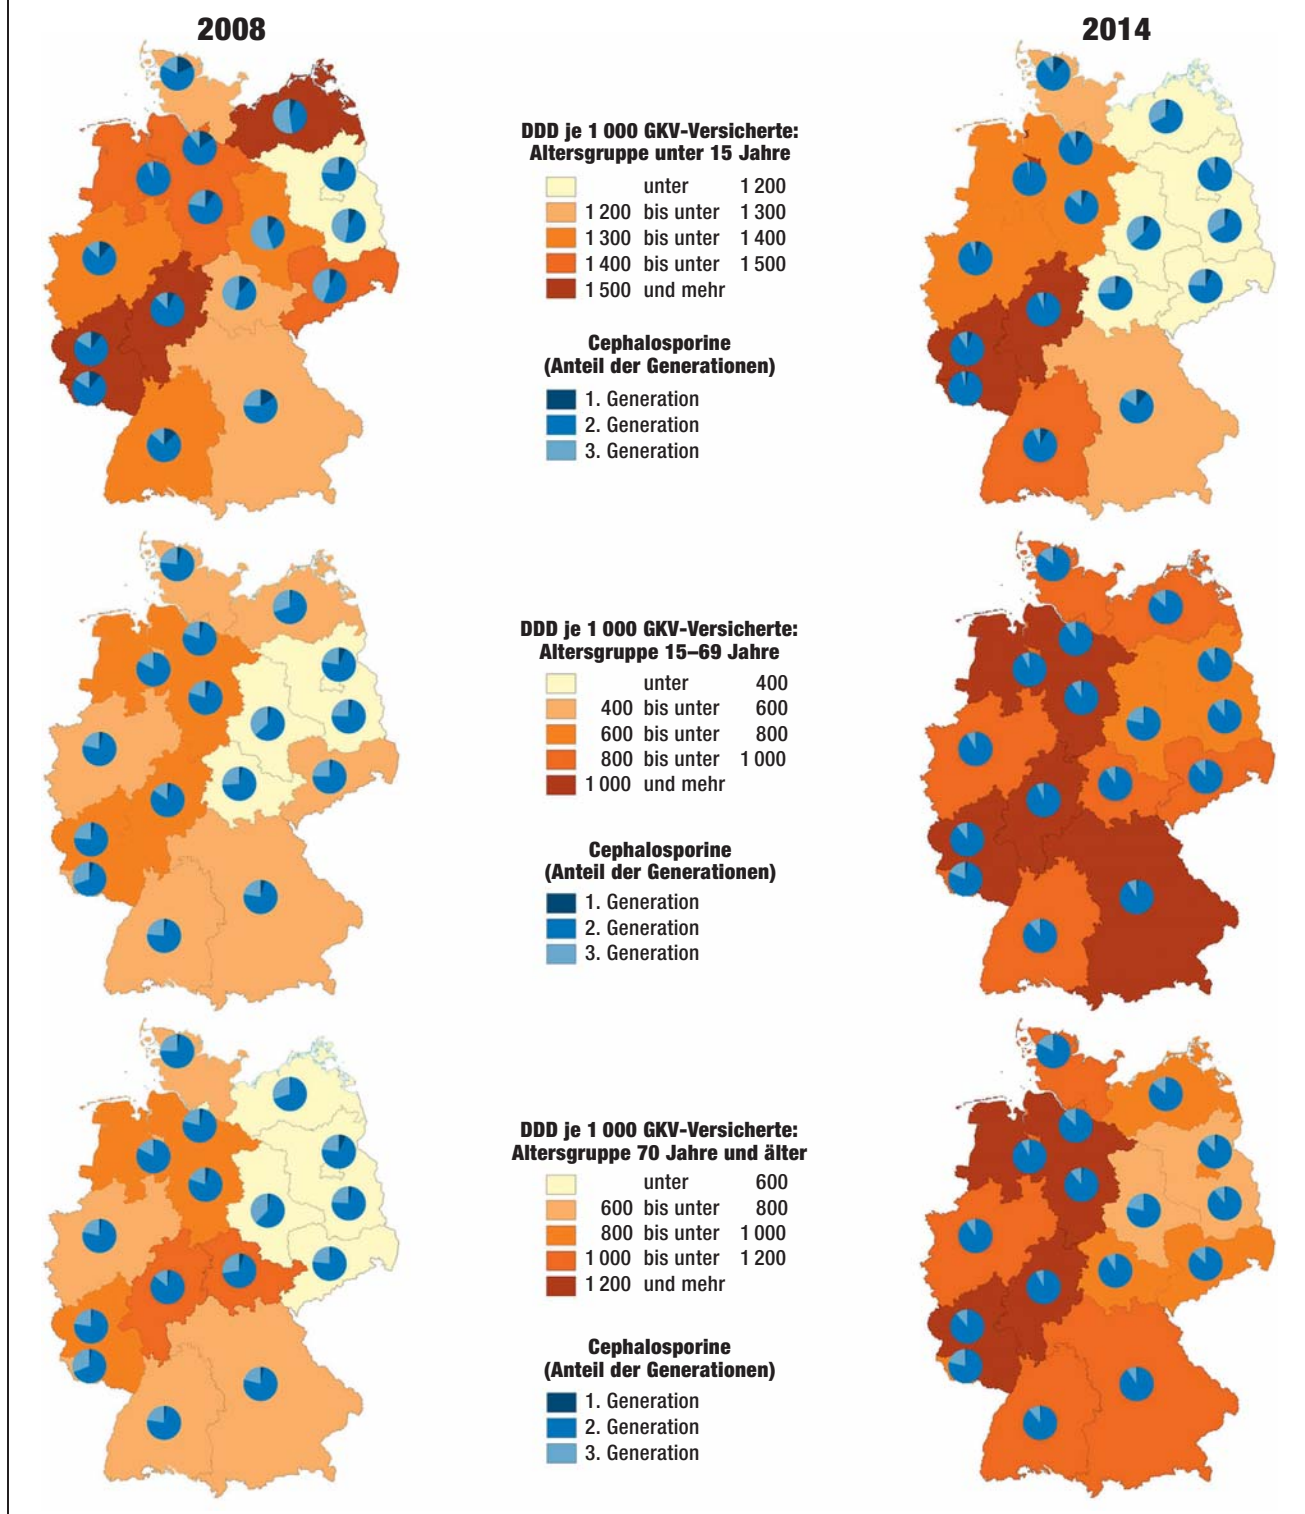 2008
2014
DDD je 1 000 GKV-Versicherte:
Altersgruppe unter 15 Jahre
unter 1 200
1 200 bis unter 1 300
1 300 bis unter 1 400
1 400 bis unter 1 500
1 500 und mehr
Cephalosporine
(Anteil der Generationen)
1. Generation
2. Generation
3. Generation
DDD je 1 000 GKV-Versicherte:
Altersgruppe 15–69 Jahre
unter 400
400 bis unter 600
600 bis unter 800
800 bis unter 1 000
1 000 und mehr
Cephalosporine
(Anteil der Generationen)
1. Generation
2. Generation
3. Generation
DDD je 1 000 GKV-Versicherte:
Altersgruppe 70 Jahre und älter
unter 600
600 bis unter 800
800 bis unter 1 000
1 000 bis unter 1 200
1 200 und mehr
Cephalosporine
(Anteil der Generationen)
1. Generation
2. Generation
3. Generation